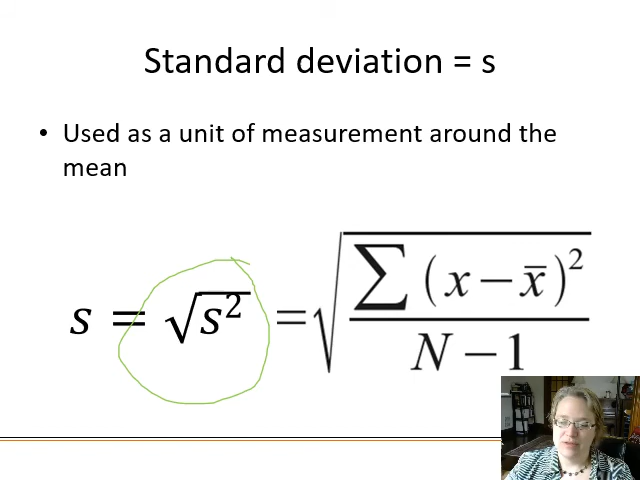 Standard deviation = s
• Used as a unit of measurement around the
mean
s = √s² = √(∑(x − x̄)² / (N − 1))